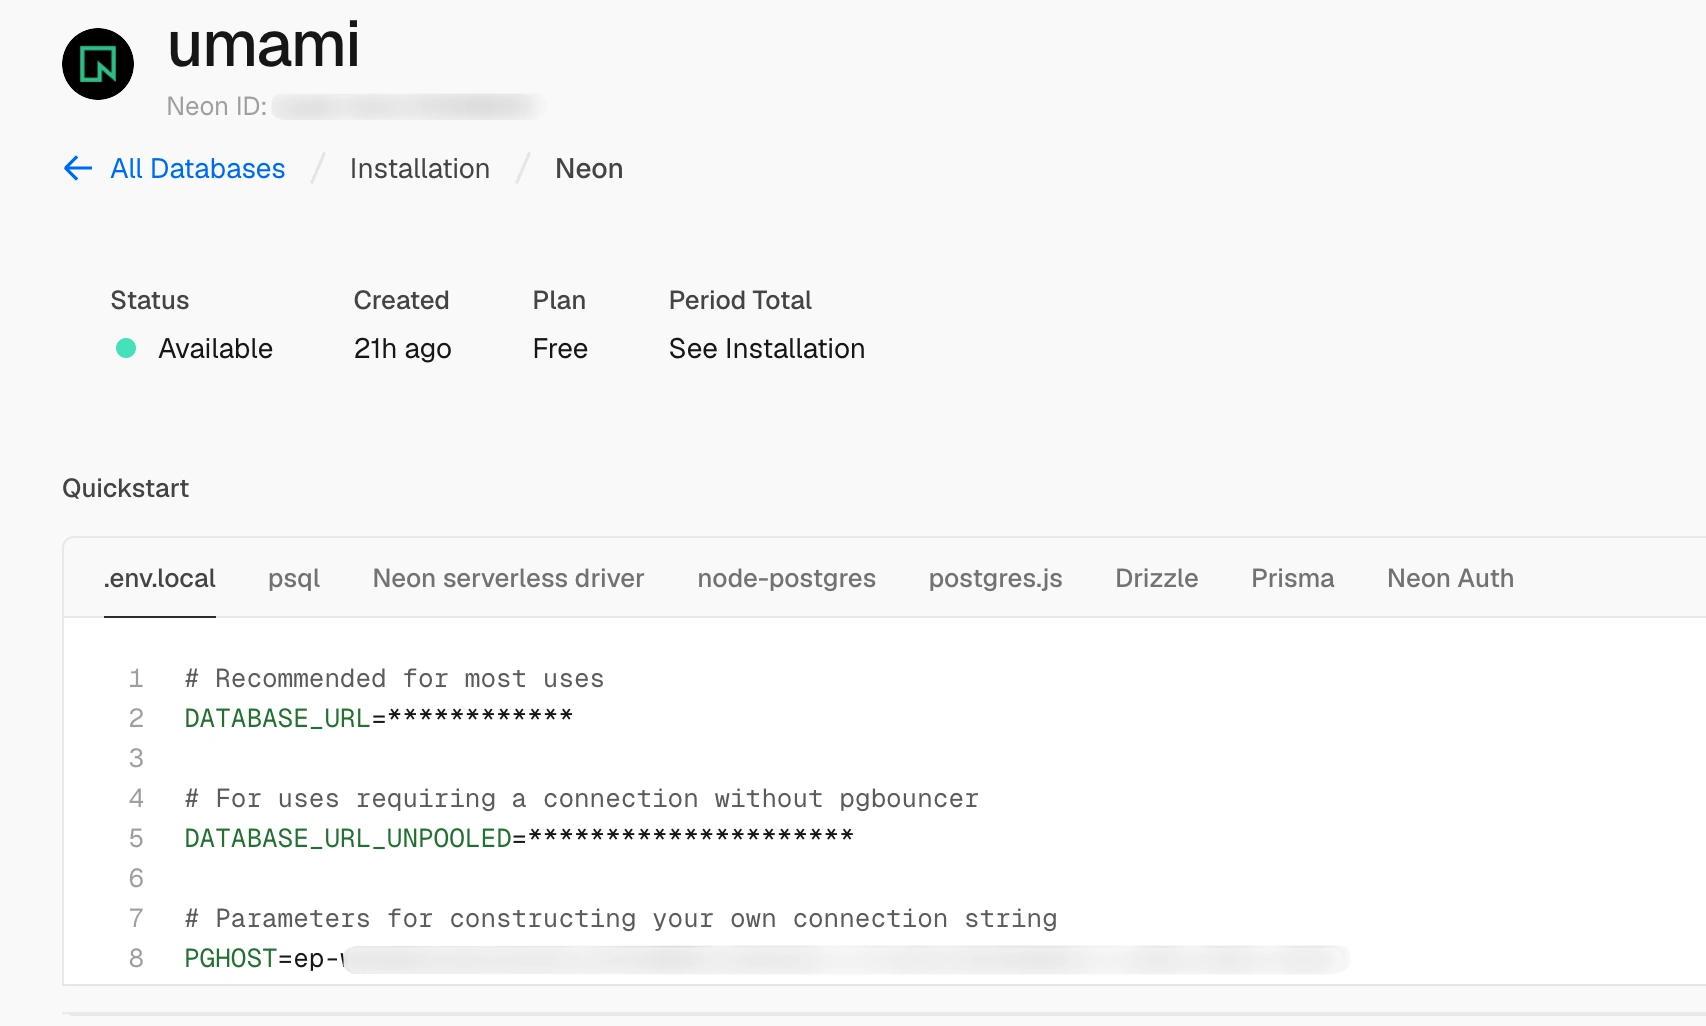 umami
Neon ID:
← All Databases / Installation / Neon
Status Created Plan Period Total
Available 21h ago Free See Installation
Quickstart
.env.local psql Neon serverless driver node-postgres postgres.js Drizzle Prisma Neon Auth
1 # Recommended for most uses
2 DATABASE_URL=************
3
4 # For uses requiring a connection without pgbouncer
5 DATABASE_URL_UNPOOLED=*********************
6
7 # Parameters for constructing your own connection string
8 PGHOST=ep-